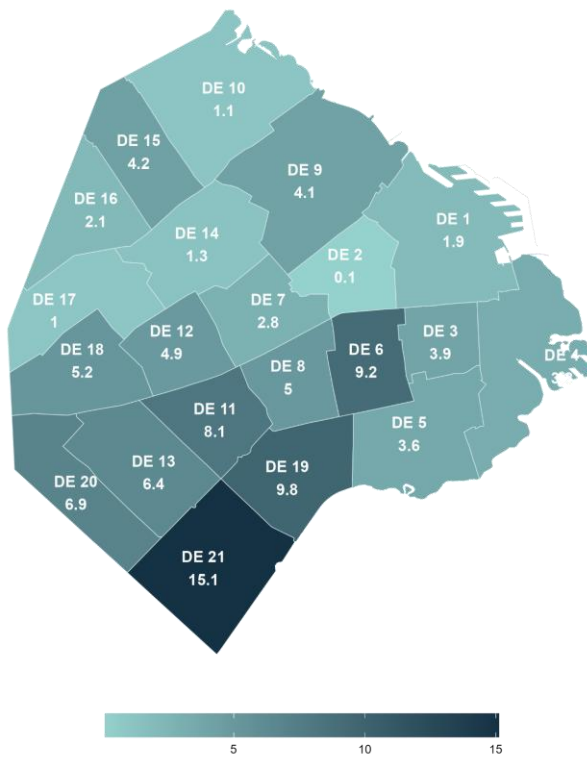 DE 10
1.1
DE 15
4.2
DE 9
4.1
DE 16
2.1
DE 1
1.9
DE 14
1.3
DE 2
0.1
DE 17
1
DE 7
2.8
DE 12
4.9
DE 3
3.9
DE 18
5.2
DE 6
9.2
DE 4
DE 8
5
DE 11
8.1
DE 5
3.6
DE 13
6.4
DE 19
9.8
DE 20
6.9
DE 21
15.1
5 10 15